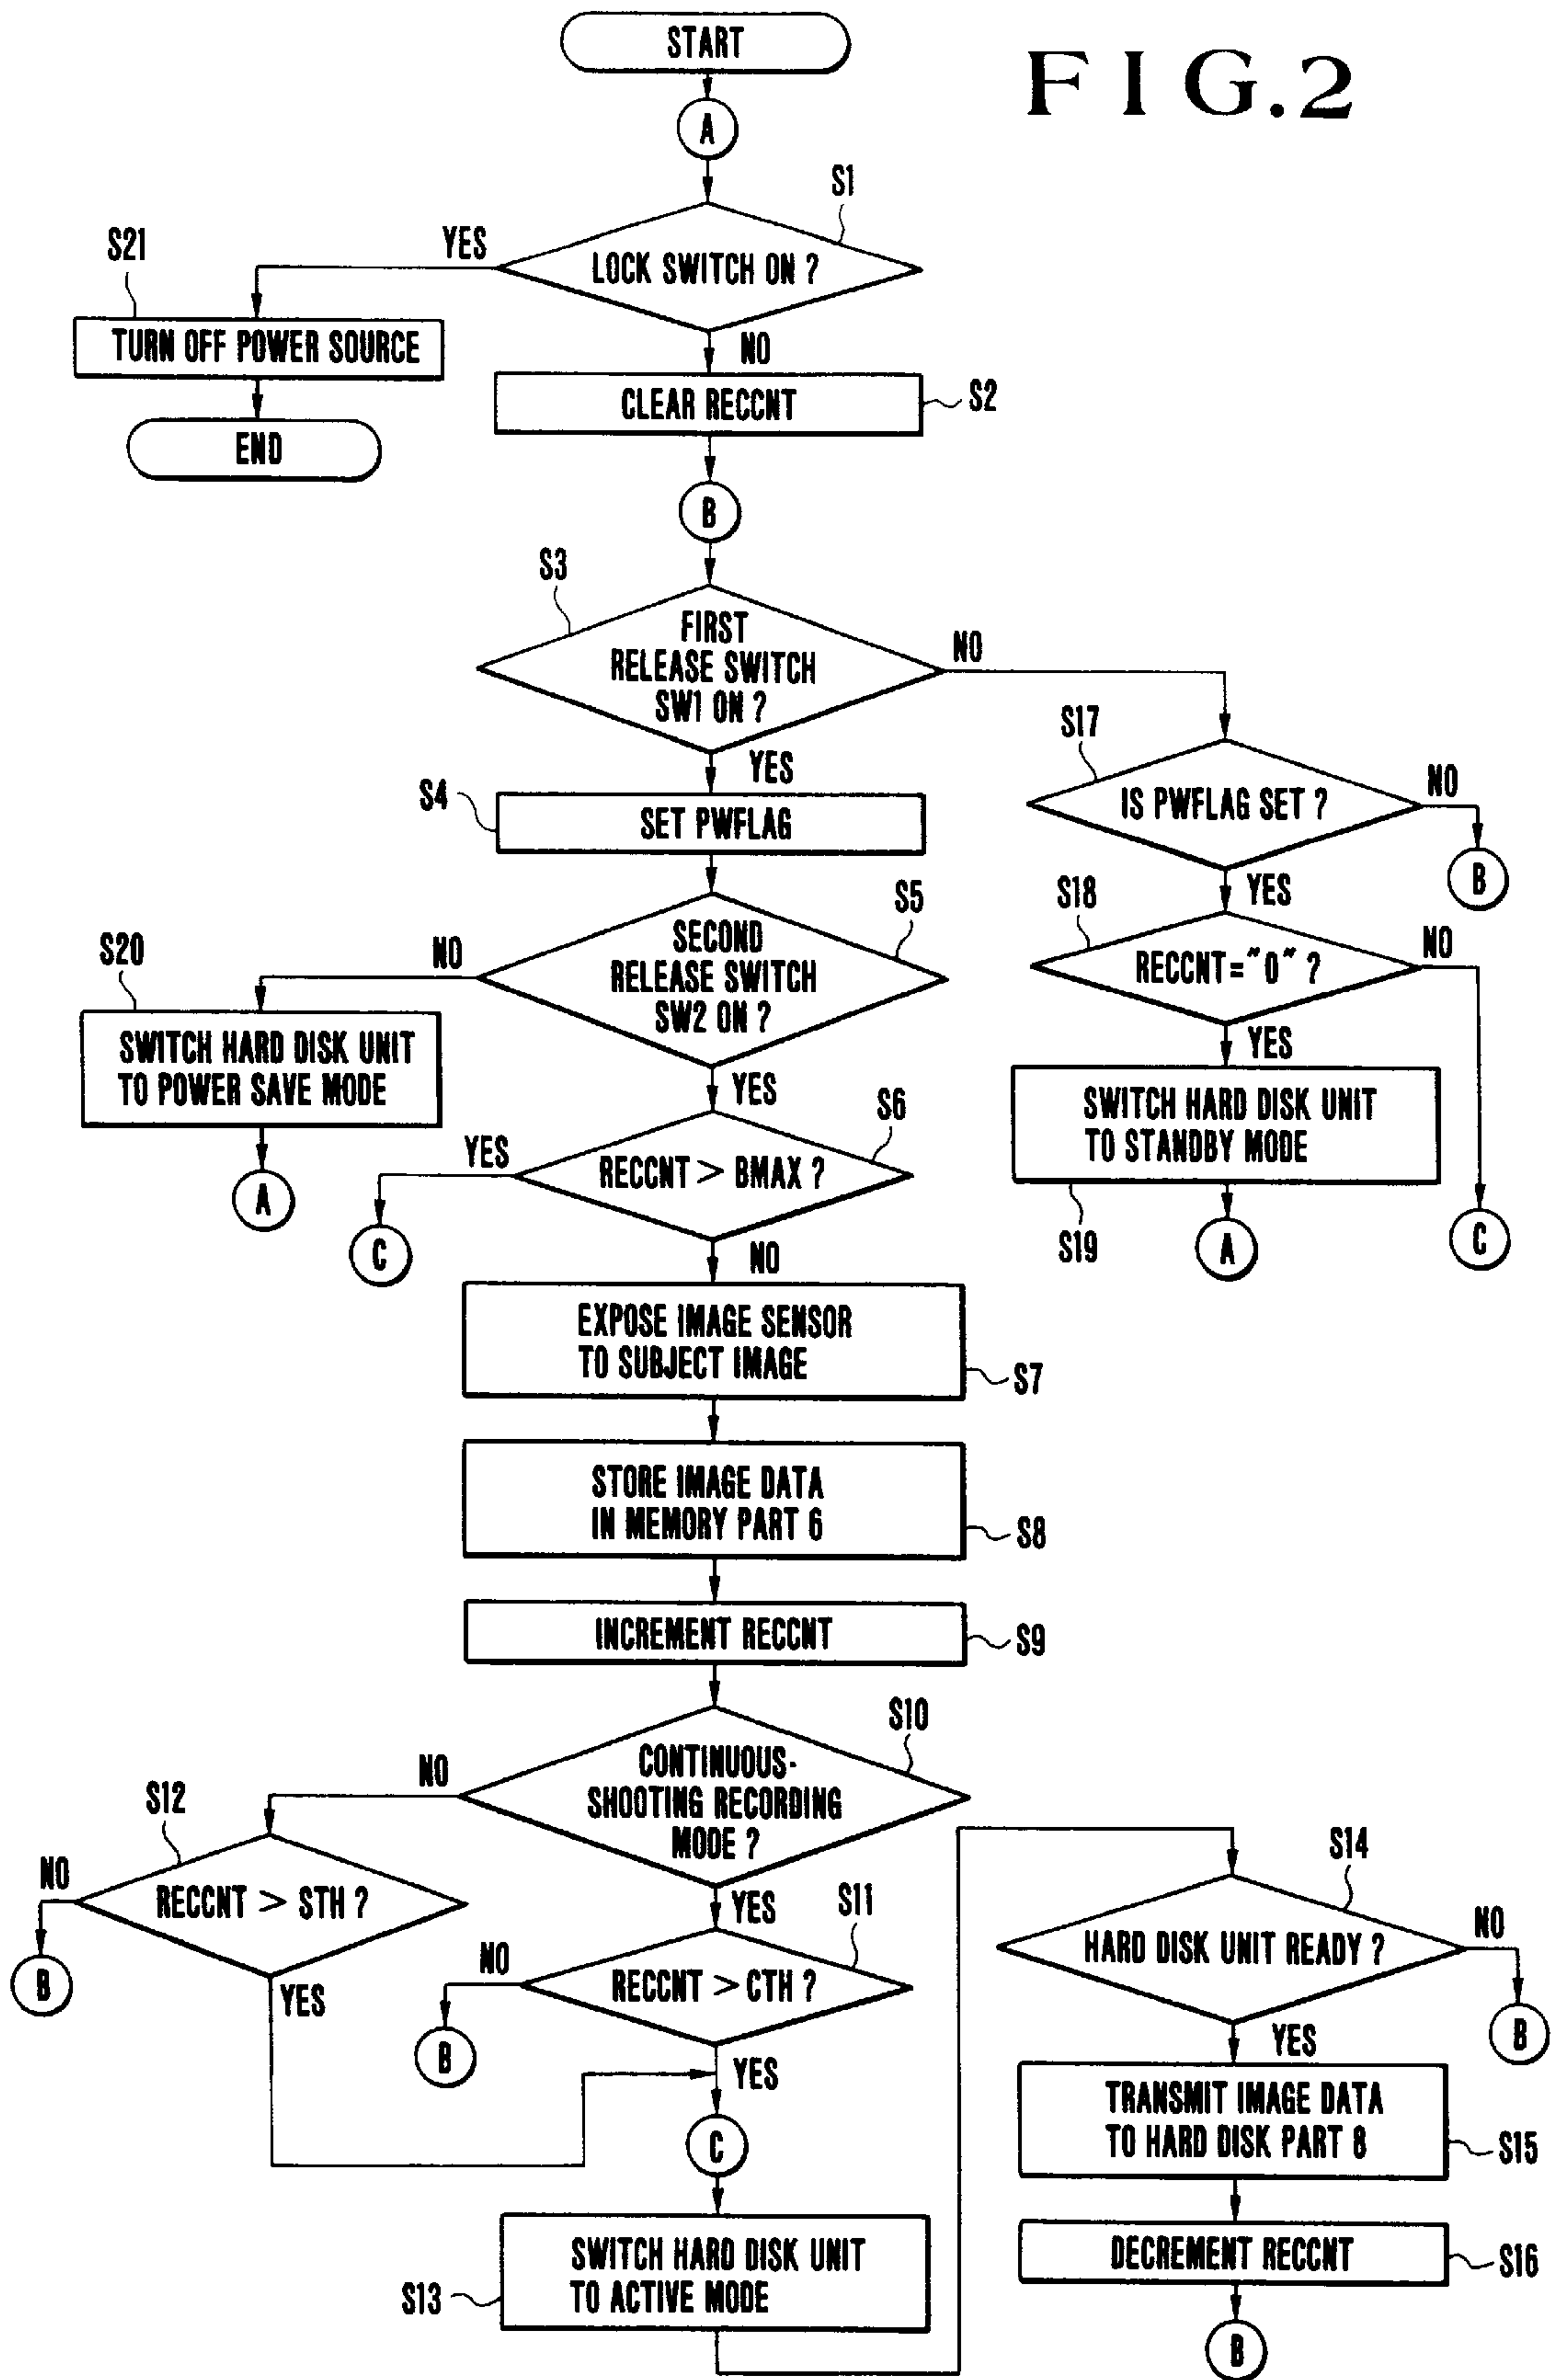 START
FIG.2
A
S1
LOCK SWITCH ON ?
YES
S21
TURN OFF POWER SOURCE
END
NO
CLEAR RECCNT
S2
B
S3
FIRST
RELEASE SWITCH
SW1 ON ?
NO
YES
S4
SET PWFLAG
S17
IS PWFLAG SET ?
NO
B
YES
S18
RECCNT="0" ?
NO
C
YES
SWITCH HARD DISK UNIT
TO STANDBY MODE
S19
A
S5
SECOND
RELEASE SWITCH
SW2 ON ?
NO
S20
SWITCH HARD DISK UNIT
TO POWER SAVE MODE
A
YES
S6
RECCNT > BMAX ?
YES
C
NO
EXPOSE IMAGE SENSOR
TO SUBJECT IMAGE
S7
STORE IMAGE DATA
IN MEMORY PART 6
S8
INCREMENT RECCNT
S9
S10
CONTINUOUS-
SHOOTING RECORDING
MODE ?
NO
S12
RECCNT > STH ?
NO
B
YES
YES
S11
RECCNT > CTH ?
NO
B
YES
C
SWITCH HARD DISK UNIT
TO ACTIVE MODE
S13
S14
HARD DISK UNIT READY ?
NO
B
YES
TRANSMIT IMAGE DATA
TO HARD DISK PART 8
S15
DECREMENT RECCNT
S16
B